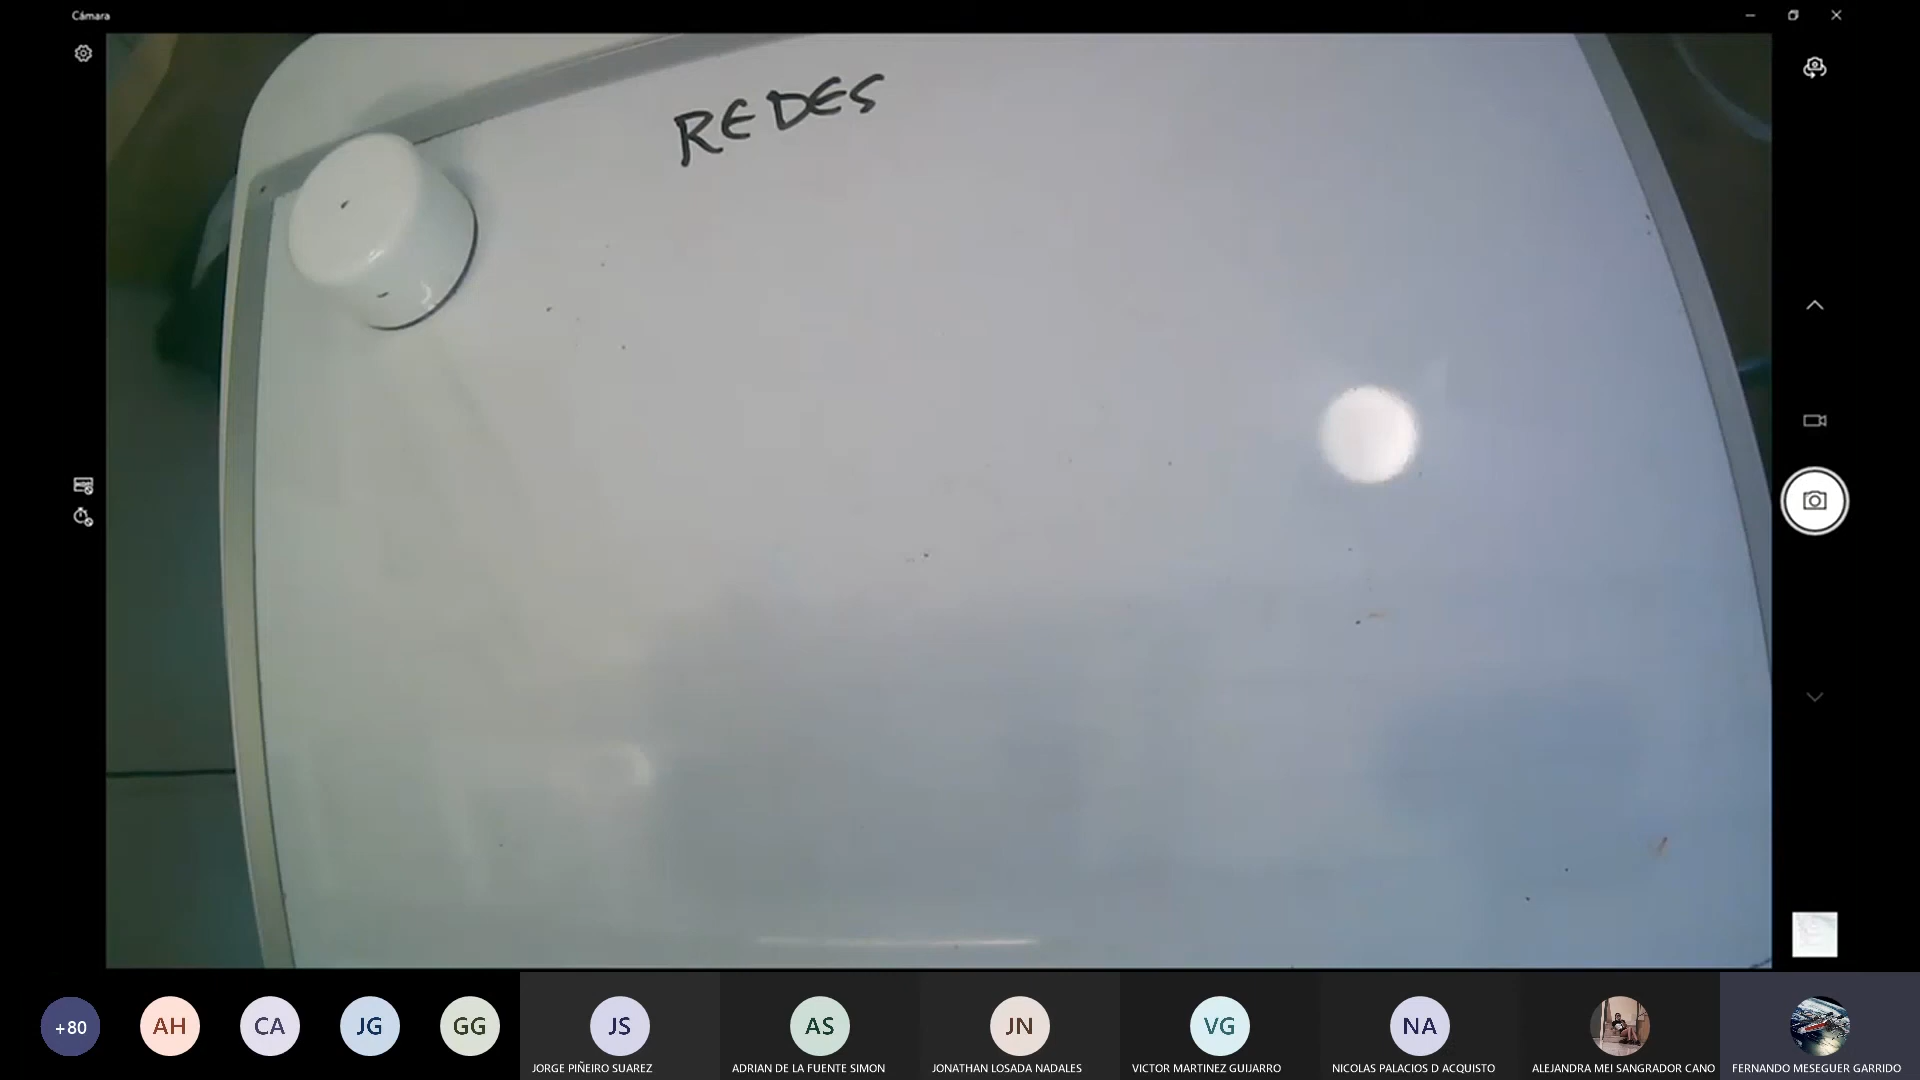 Cámara
REDES
+80
AH
CA
JG
GG
JS
AS
JN
VG
NA
JORGE PIÑEIRO SUAREZ
ADRIAN DE LA FUENTE SIMON
JONATHAN LOSADA NADALES
VICTOR MARTINEZ GUIJARRO
NICOLAS PALACIOS D ACQUISTO
ALEJANDRA MEI SANGRADOR CANO
FERNANDO MESEGUER GARRIDO